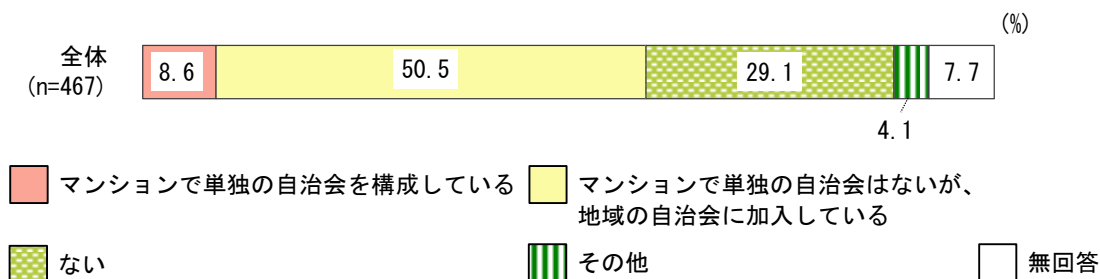 (%)
全体
(n=467)
8.6
50.5
29.1
7.7
4.1
マンションで単独の自治会を構成している
マンションで単独の自治会はないが、
地域の自治会に加入している
ない
その他
無回答